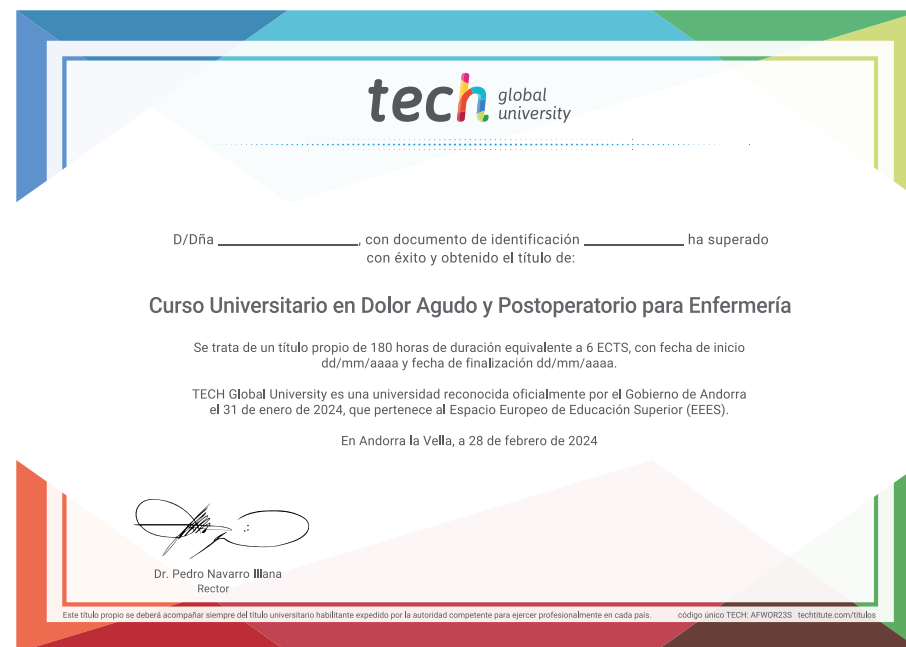 tech global
university
D/Dña ______________, con documento de identificación __________ ha superado
con éxito y obtenido el título de:
Curso Universitario en Dolor Agudo y Postoperatorio para Enfermería
Se trata de un título propio de 180 horas de duración equivalente a 6 ECTS, con fecha de inicio
dd/mm/aaaa y fecha de finalización dd/mm/aaaa.
TECH Global University es una universidad reconocida oficialmente por el Gobierno de Andorra
el 31 de enero de 2024, que pertenece al Espacio Europeo de Educación Superior (EEES).
En Andorra la Vella, a 28 de febrero de 2024
Dr. Pedro Navarro Illana
Rector
Este título propio se deberá acompañar siempre del título universitario habilitante expedido por la autoridad competente para ejercer profesionalmente en cada país. código único TECH: AFWOR23S techtitute.com/titulos